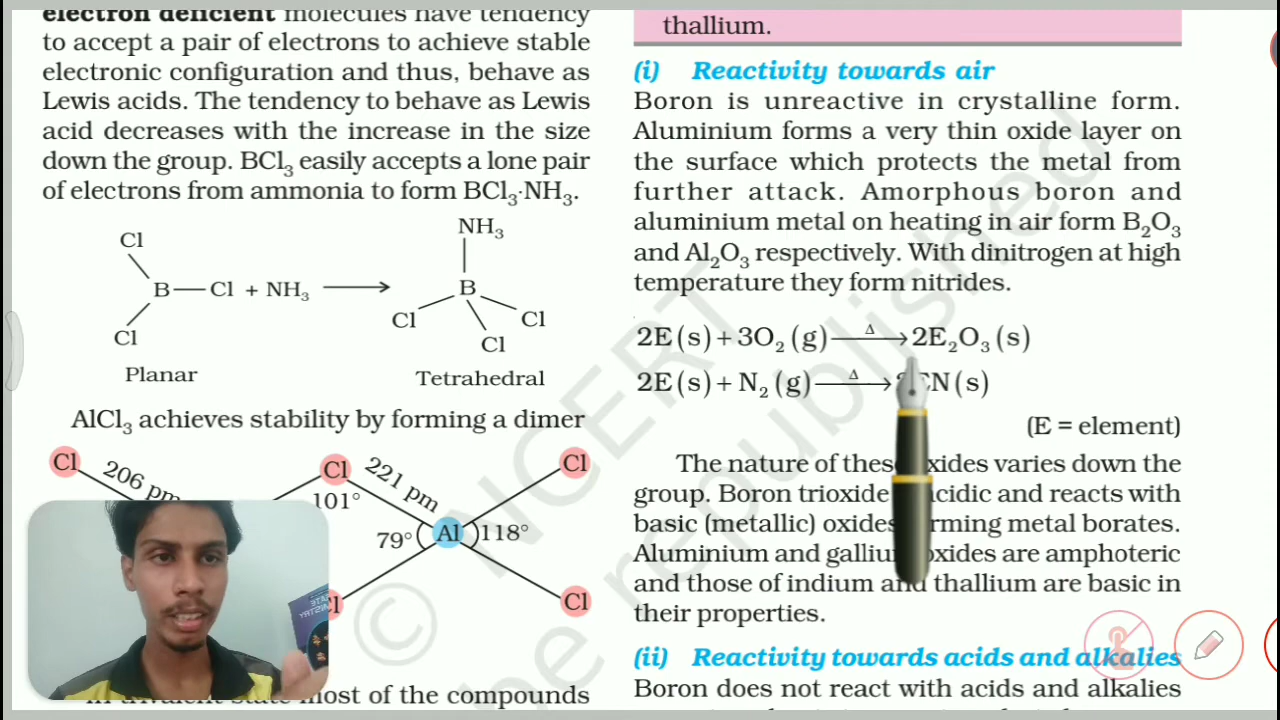 electron deficient molecules have tendency
to accept a pair of electrons to achieve stable
electronic configuration and thus, behave as
Lewis acids. The tendency to behave as Lewis
acid decreases with the increase in the size
down the group. BCl₃ easily accepts a lone pair
of electrons from ammonia to form BCl₃·NH₃.
Cl
B — Cl + NH₃ ⟶
Cl
Planar
NH₃
B
Cl Cl
Cl
Tetrahedral
AlCl₃ achieves stability by forming a dimer
Cl 206 pm Cl 221 pm Cl
101°
79° Al 118°
Cl
most of the compounds
thallium.
(i) Reactivity towards air
Boron is unreactive in crystalline form.
Aluminium forms a very thin oxide layer on
the surface which protects the metal from
further attack. Amorphous boron and
aluminium metal on heating in air form B₂O₃
and Al₂O₃ respectively. With dinitrogen at high
temperature they form nitrides.
2E(s) + 3O₂(g) —Δ→ 2E₂O₃(s)
2E(s) + N₂(g) —Δ→ N(s)
(E = element)
The nature of varies down the
group. Boron trioxide and reacts with
basic (metallic) metal borates.
Aluminium and are amphoteric
and those of indium thallium are basic in
their properties.
(ii) Reactivity towards acids and alkalies
Boron does not react with acids and alkalies
© NCERT
be republished